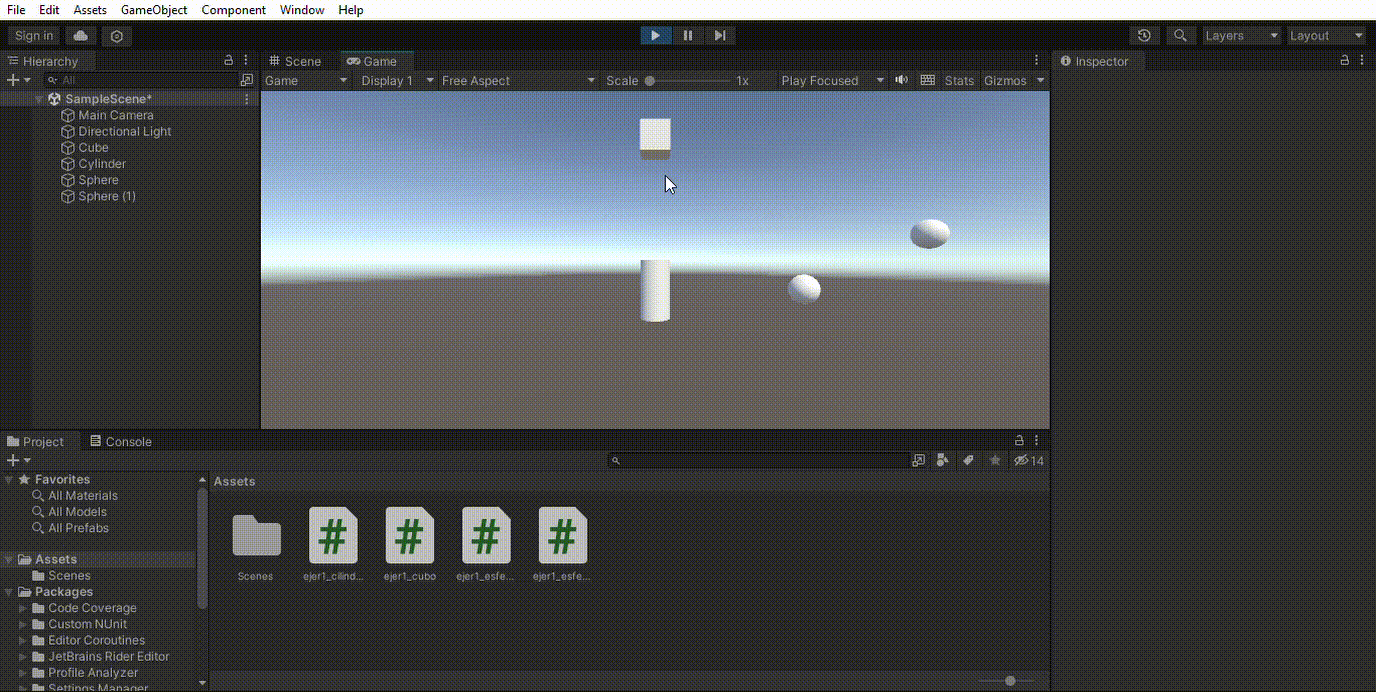 File Edit Assets GameObject Component Window Help
Sign in Layers Layout
Hierarchy Scene Game Inspector
All Game Display 1 Free Aspect Scale 1x Play Focused Stats Gizmos
SampleScene*
Main Camera
Directional Light
Cube
Cylinder
Sphere
Sphere (1)
Project Console
14
Favorites Assets
All Materials
All Models
All Prefabs
Assets
Scenes
Packages
Code Coverage
Custom NUnit
Editor Coroutines
JetBrains Rider Editor
Profile Analyzer
Settings Manager
# # # #
Scenes ejer1_cilind... ejer1_cubo ejer1_esfe... ejer1_esfe...